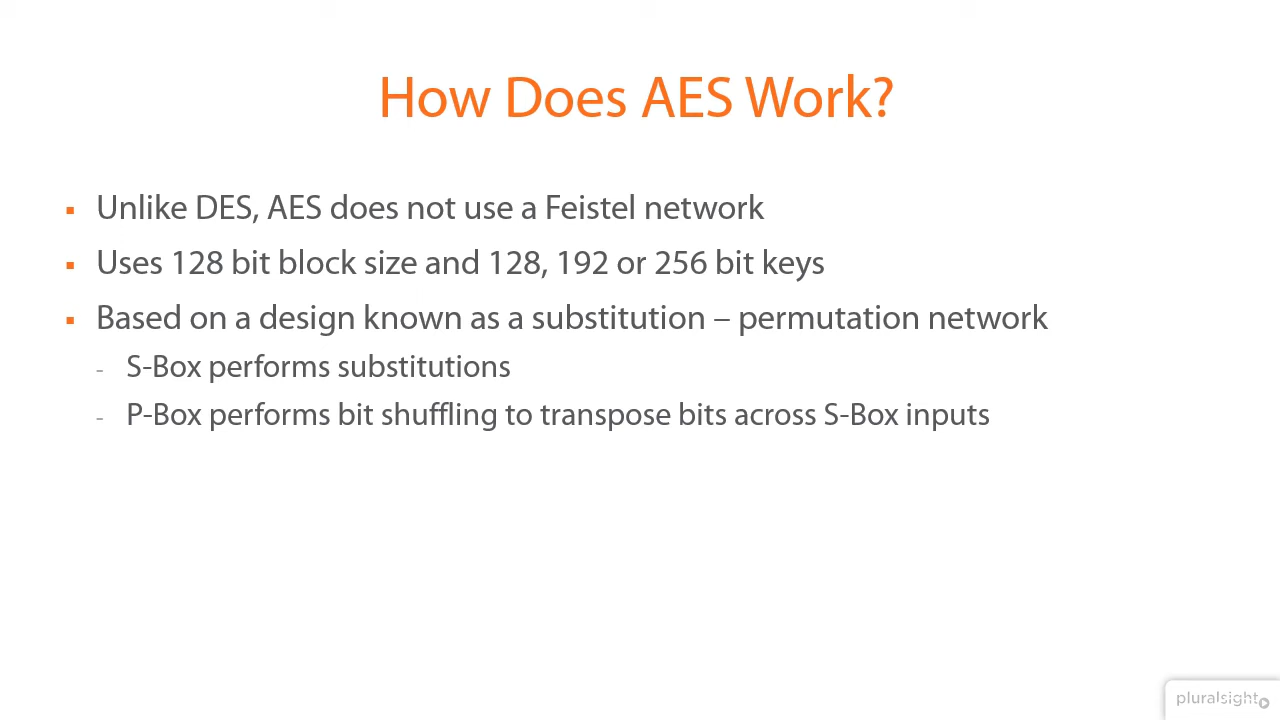 How Does AES Work?
▪ Unlike DES, AES does not use a Feistel network
▪ Uses 128 bit block size and 128, 192 or 256 bit keys
▪ Based on a design known as a substitution – permutation network
- S-Box performs substitutions
- P-Box performs bit shuffling to transpose bits across S-Box inputs
pluralsight